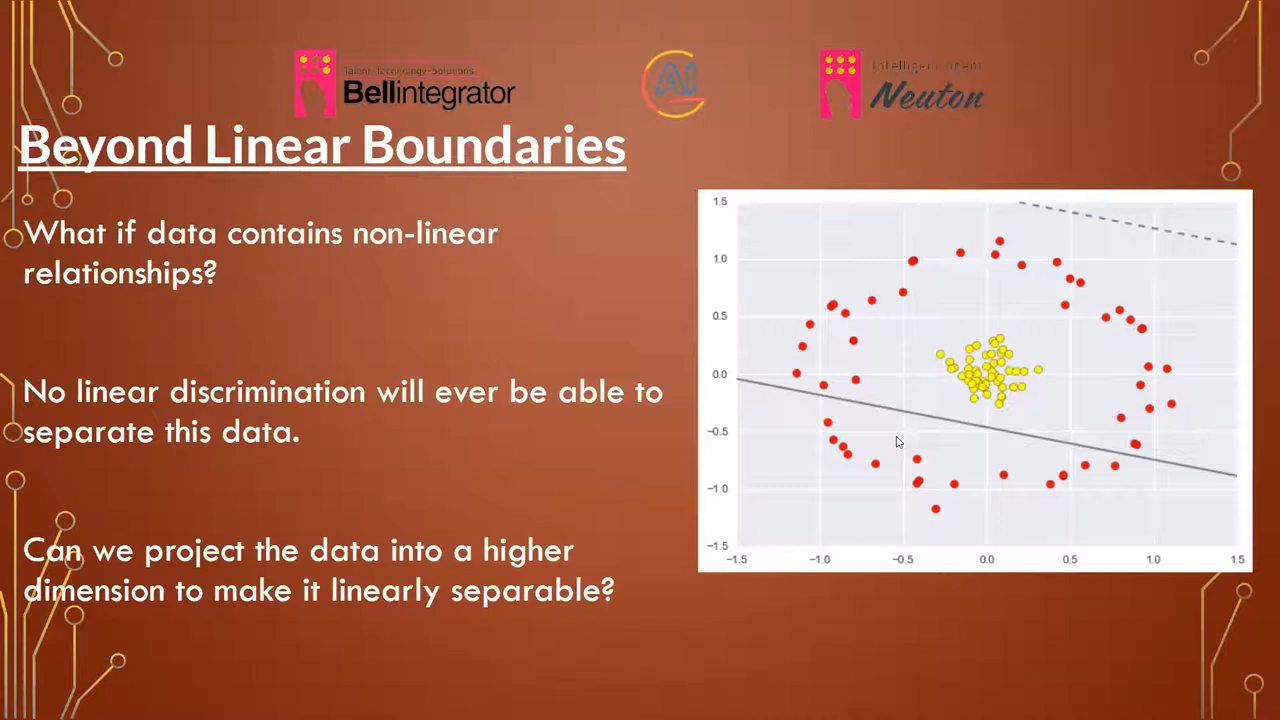 Talent-Technology-Solutions
Bellintegrator
AI
Neuton
Beyond Linear Boundaries
What if data contains non-linear
relationships?
No linear discrimination will ever be able to
separate this data.
Can we project the data into a higher
dimension to make it linearly separable?
1.5
1.0
0.5
0.0
−0.5
−1.0
−1.5
−1.5 −1.0 −0.5 0.0 0.5 1.0 1.5